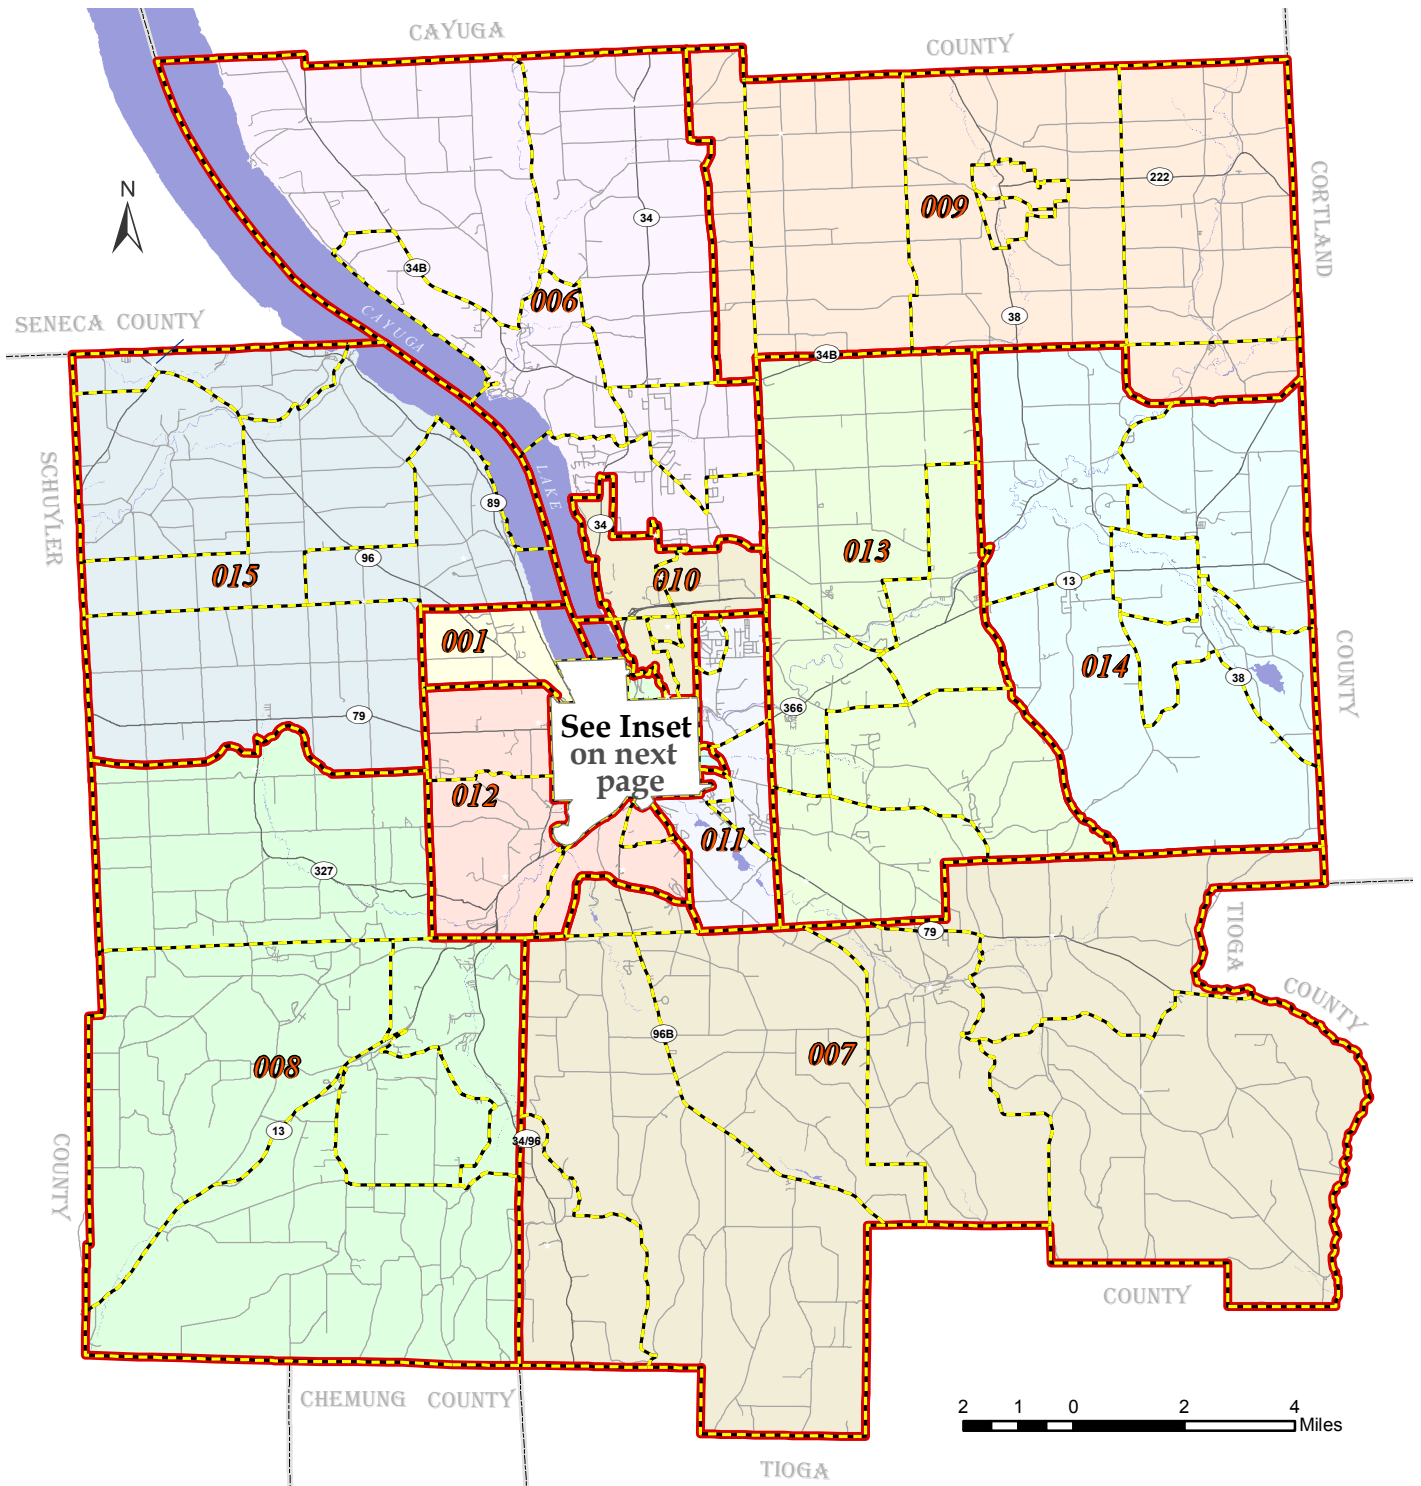 CAYUGA
COUNTY
N
222
009
CORTLAND
34
34B
006
38
SENECA COUNTY
CAYUGA
34B
LAKE
SCHUYLER
89
34
96
013
015
010
13
001
014
COUNTY
38
79
366
See Inset
on next
page
012
011
327
TIOGA
79
COUNTY
96B
007
008
13
34/96
COUNTY
COUNTY
CHEMUNG COUNTY
2 1 0 2 4
Miles
TIOGA